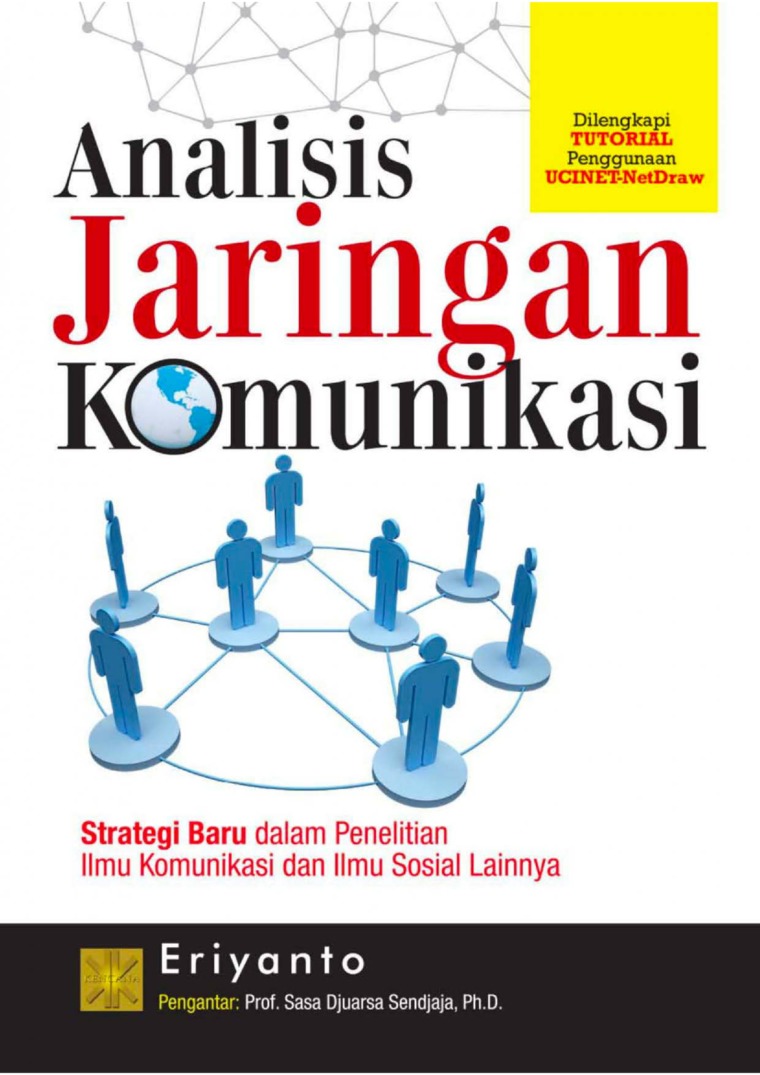 Dilengkapi
TUTORIAL
Penggunaan
UCINET-NetDraw
Analisis
Jaringan
Komunikasi
Strategi Baru dalam Penelitian
Ilmu Komunikasi dan Ilmu Sosial Lainnya
Eriyanto
KENCANA
Pengantar: Prof. Sasa Djuarsa Sendjaja, Ph.D.